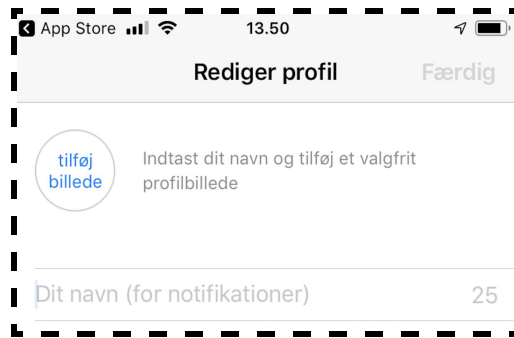 App Store 13.50
Rediger profil Færdig
tilføj
billede
Indtast dit navn og tilføj et valgfrit
profilbillede
Dit navn (for notifikationer) 25